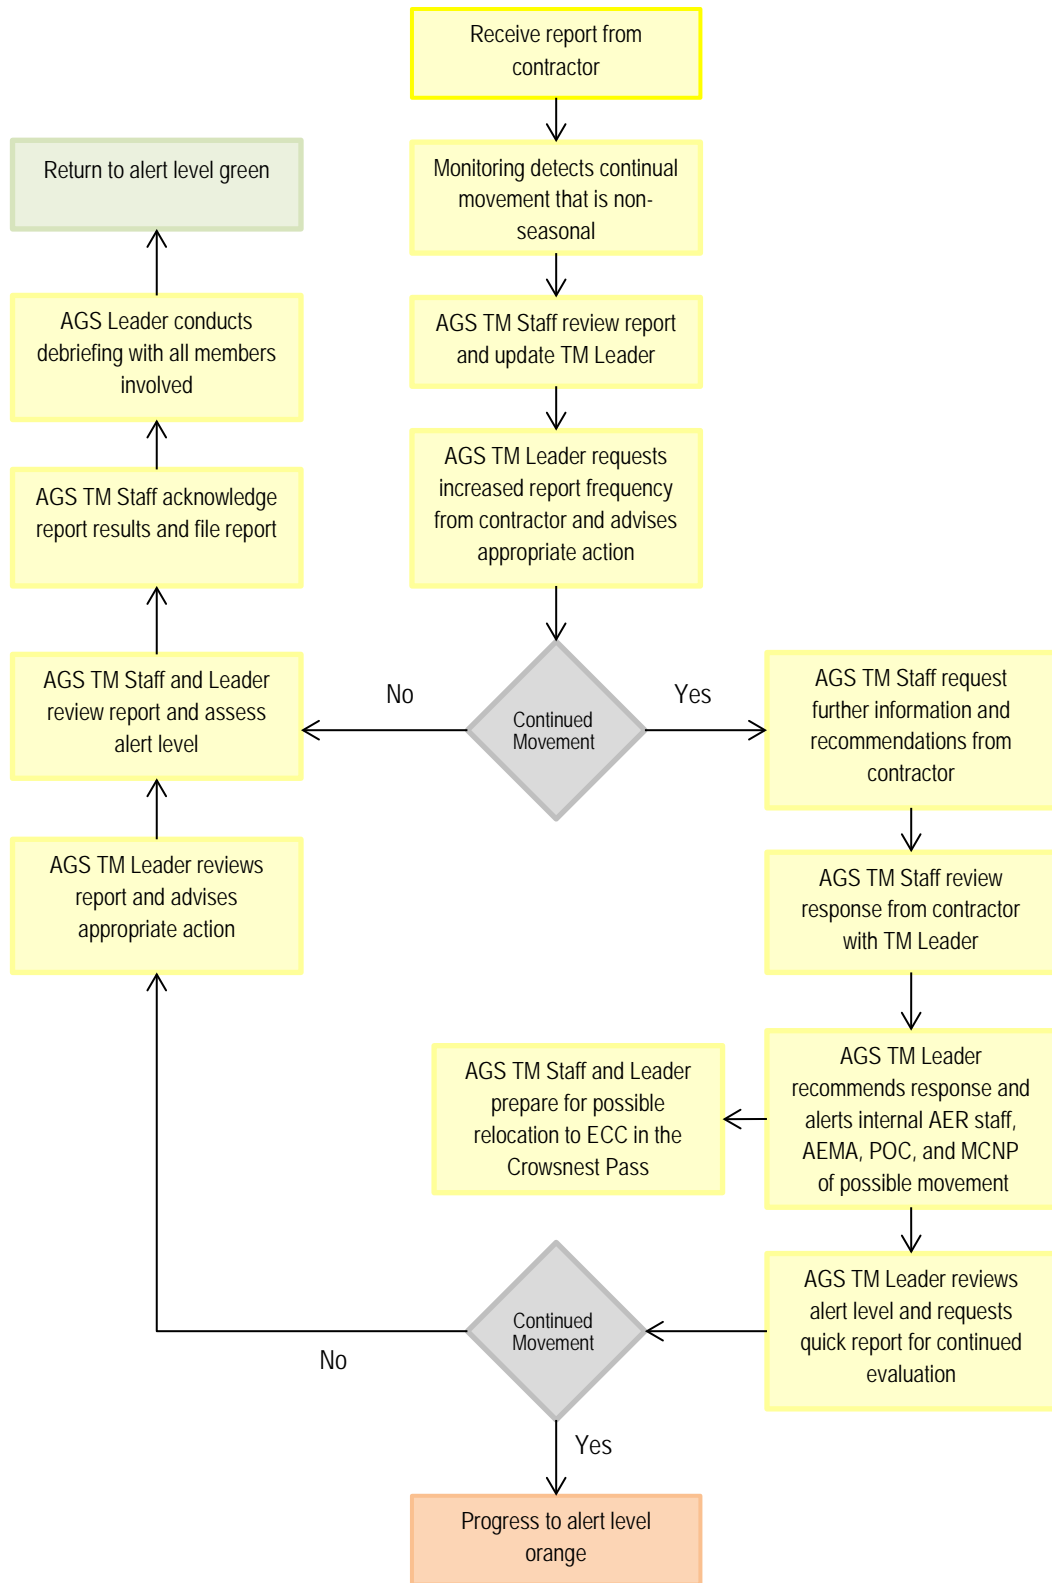 Receive report from
contractor
Return to alert level green
Monitoring detects continual
movement that is non-
seasonal
AGS Leader conducts
debriefing with all members
involved
AGS TM Staff review report
and update TM Leader
AGS TM Staff acknowledge
report results and file report
AGS TM Leader requests
increased report frequency
from contractor and advises
appropriate action
AGS TM Staff and Leader
review report and assess
alert level
No
Continued
Movement
Yes
AGS TM Staff request
further information and
recommendations from
contractor
AGS TM Leader reviews
report and advises
appropriate action
AGS TM Staff review
response from contractor
with TM Leader
AGS TM Staff and Leader
prepare for possible
relocation to ECC in the
Crowsnest Pass
AGS TM Leader
recommends response and
alerts internal AER staff,
AEMA, POC, and MCNP
of possible movement
AGS TM Leader reviews
alert level and requests
quick report for continued
evaluation
Continued
Movement
No
Yes
Progress to alert level
orange